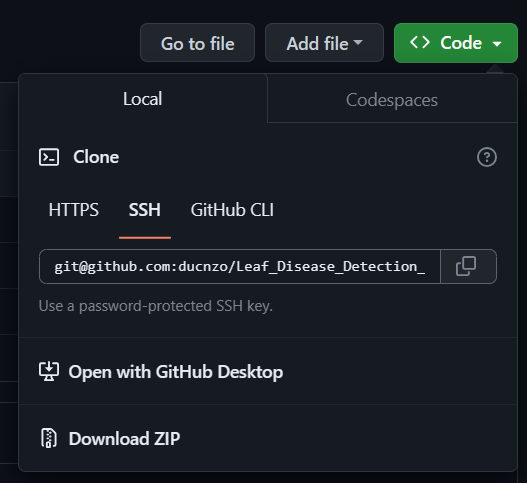 Go to file Add file <> Code
Local Codespaces
Clone
HTTPS SSH GitHub CLI
git@github.com:ducnzo/Leaf_Disease_Detection_
Use a password-protected SSH key.
Open with GitHub Desktop
Download ZIP